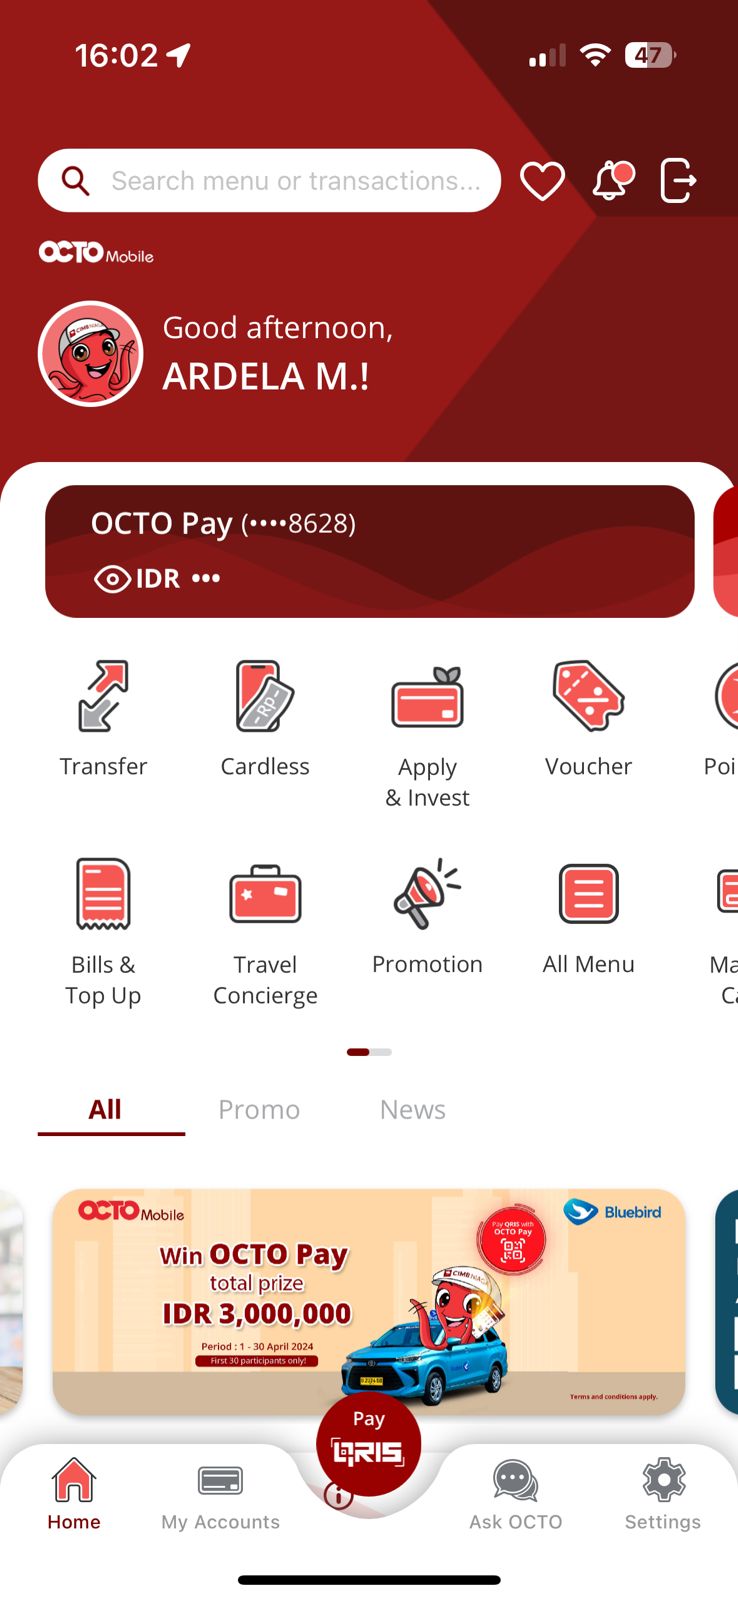 16:02
47
Search menu or transactions...
OCTO Mobile
Good afternoon,
ARDELA M.!
OCTO Pay (••••8628)
IDR •••
Transfer
Cardless
Apply
& Invest
Voucher
Poi
Bills &
Top Up
Travel
Concierge
Promotion
All Menu
Ma
Ca
All
Promo
News
OCTO Mobile
Bluebird
Pay QRIS with
OCTO Pay
Win OCTO Pay
total prize
IDR 3,000,000
CIMB NIAGA
Period : 1 - 30 April 2024
First 30 participants only!
Terms and conditions apply.
Pay
QRIS
Home
My Accounts
Ask OCTO
Settings